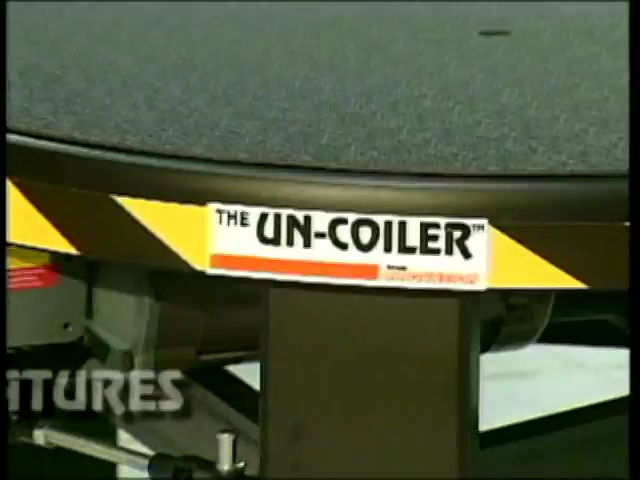 THE UN-COILER™
ITURES